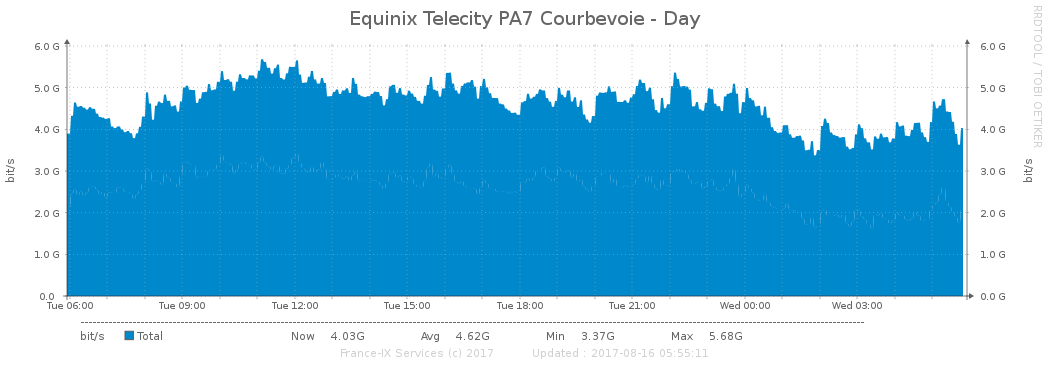 Equinix Telecity PA7 Courbevoie - Day
RRDTOOL / TOBI OETIKER
bit/s
6.0 G 6.0 G
5.0 G 5.0 G
4.0 G 4.0 G
3.0 G 3.0 G
2.0 G 2.0 G
1.0 G 1.0 G
0.0 0.0 G
bit/s
Tue 06:00 Tue 09:00 Tue 12:00 Tue 15:00 Tue 18:00 Tue 21:00 Wed 00:00 Wed 03:00
bit/s Total Now 4.03G Avg 4.62G Min 3.37G Max 5.68G
France-IX Services (c) 2017 Updated : 2017-08-16 05:55:11